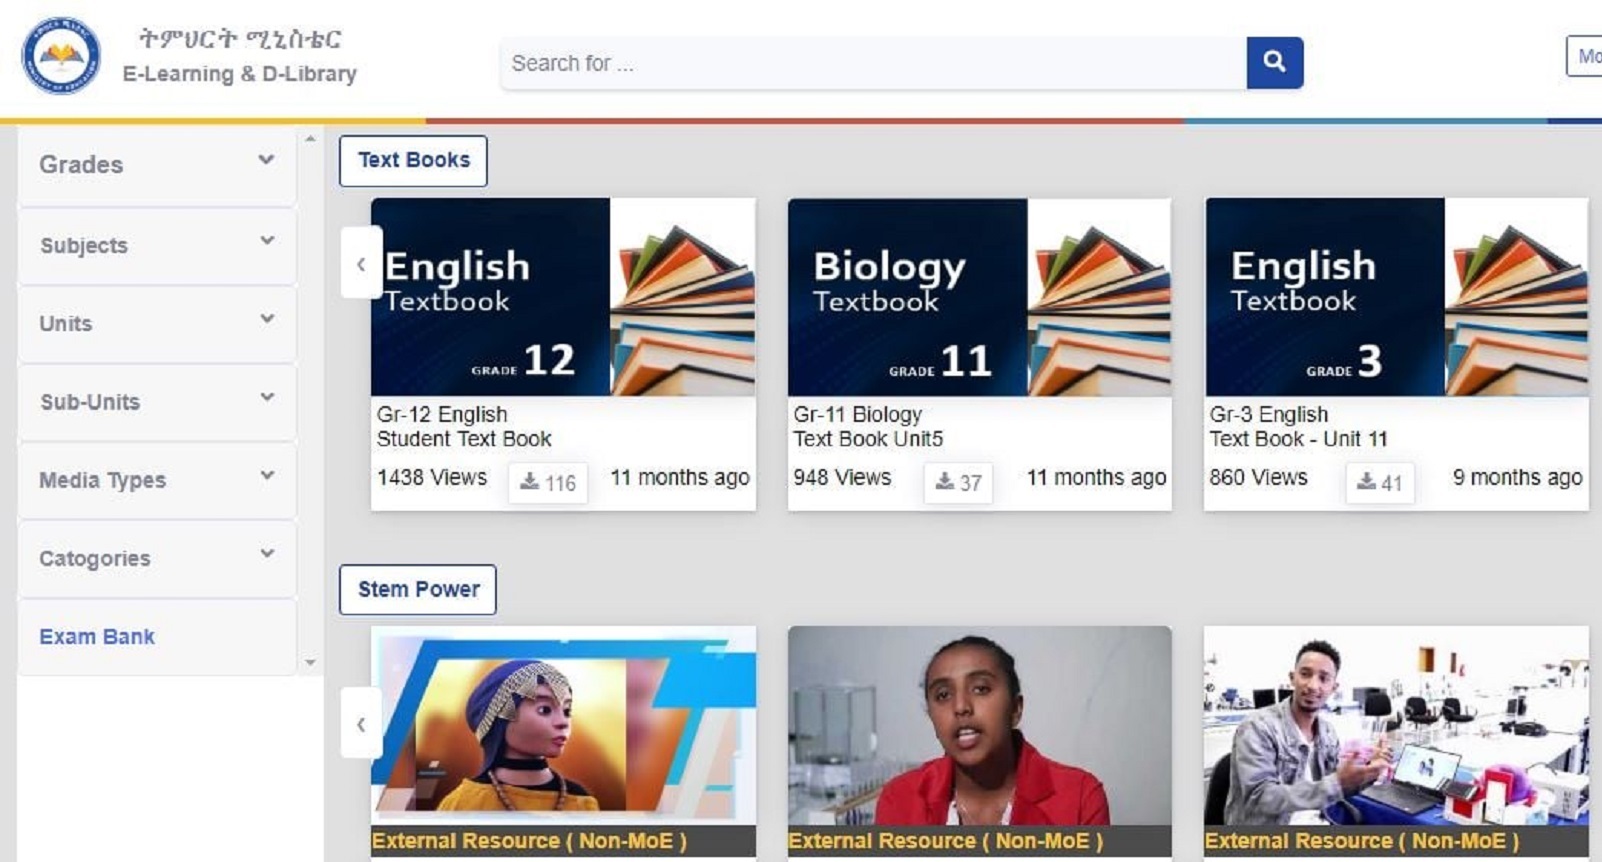 ትምህርት ሚኒስቴር
E-Learning & D-Library
Search for ...
Grades
Subjects
Units
Sub-Units
Media Types
Catogories
Exam Bank
Text Books
English
Textbook
GRADE 12
Gr-12 English
Student Text Book
1438 Views 116 11 months ago
Biology
Textbook
GRADE 11
Gr-11 Biology
Text Book Unit5
948 Views 37 11 months ago
English
Textbook
GRADE 3
Gr-3 English
Text Book - Unit 11
860 Views 41 9 months ago
Stem Power
External Resource ( Non-MoE )
External Resource ( Non-MoE )
External Resource ( Non-MoE )